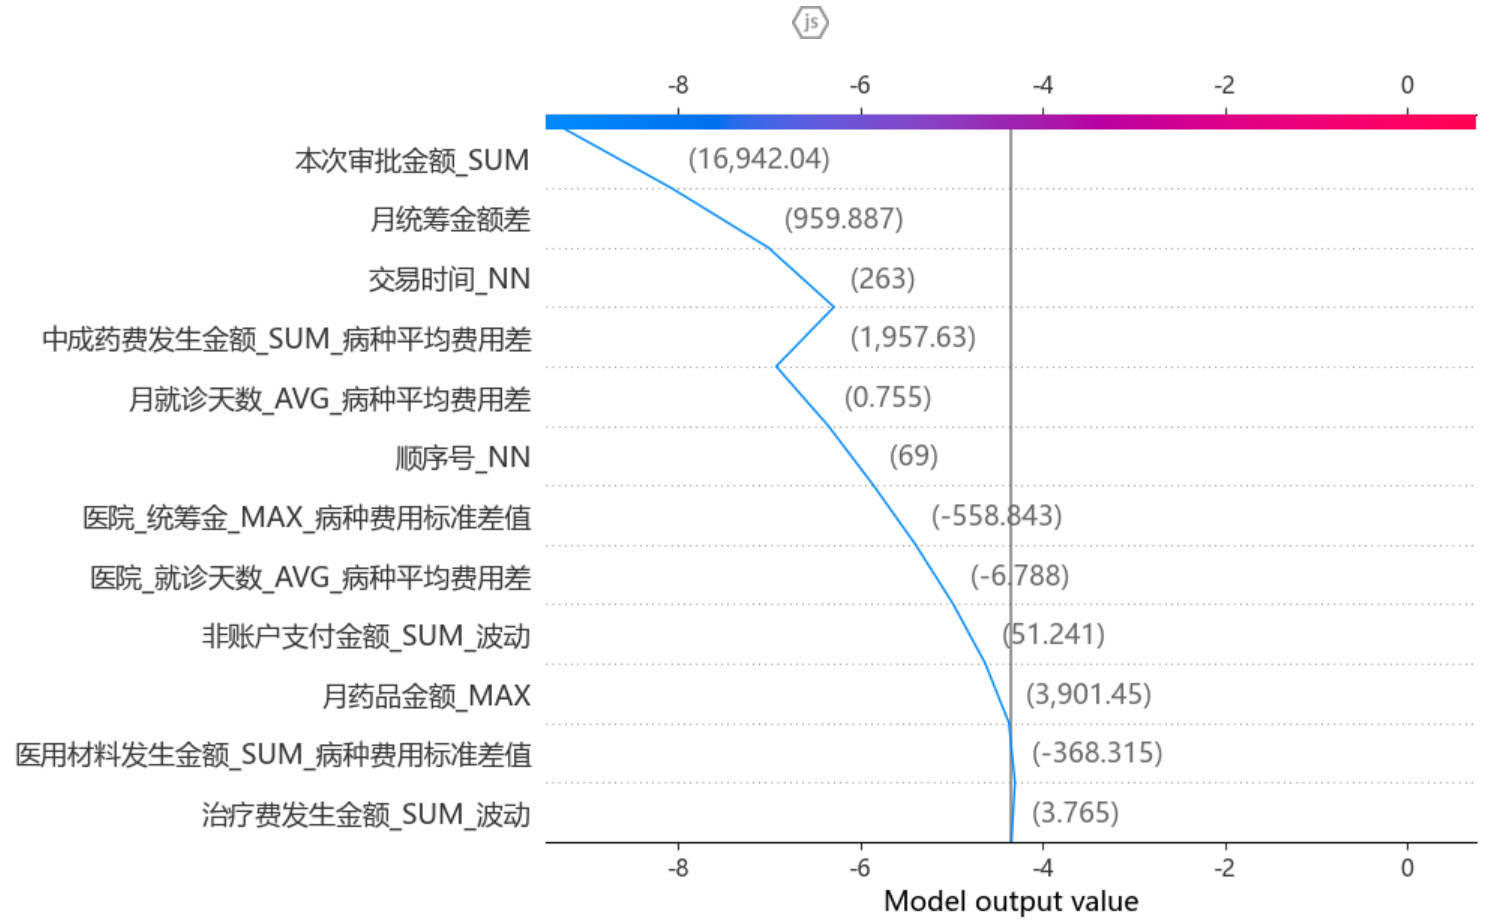 js
-8 -6 -4 -2 0
本次审批金额_SUM (16,942.04)
月统筹金额差 (959.887)
交易时间_NN (263)
中成药费发生金额_SUM_病种平均费用差 (1,957.63)
月就诊天数_AVG_病种平均费用差 (0.755)
顺序号_NN (69)
医院_统筹金_MAX_病种费用标准差值 (-558.843)
医院_就诊天数_AVG_病种平均费用差 (-6.788)
非账户支付金额_SUM_波动 (51.241)
月药品金额_MAX (3,901.45)
医用材料发生金额_SUM_病种费用标准差值 (-368.315)
治疗费发生金额_SUM_波动 (3.765)
-8 -6 -4 -2 0
Model output value